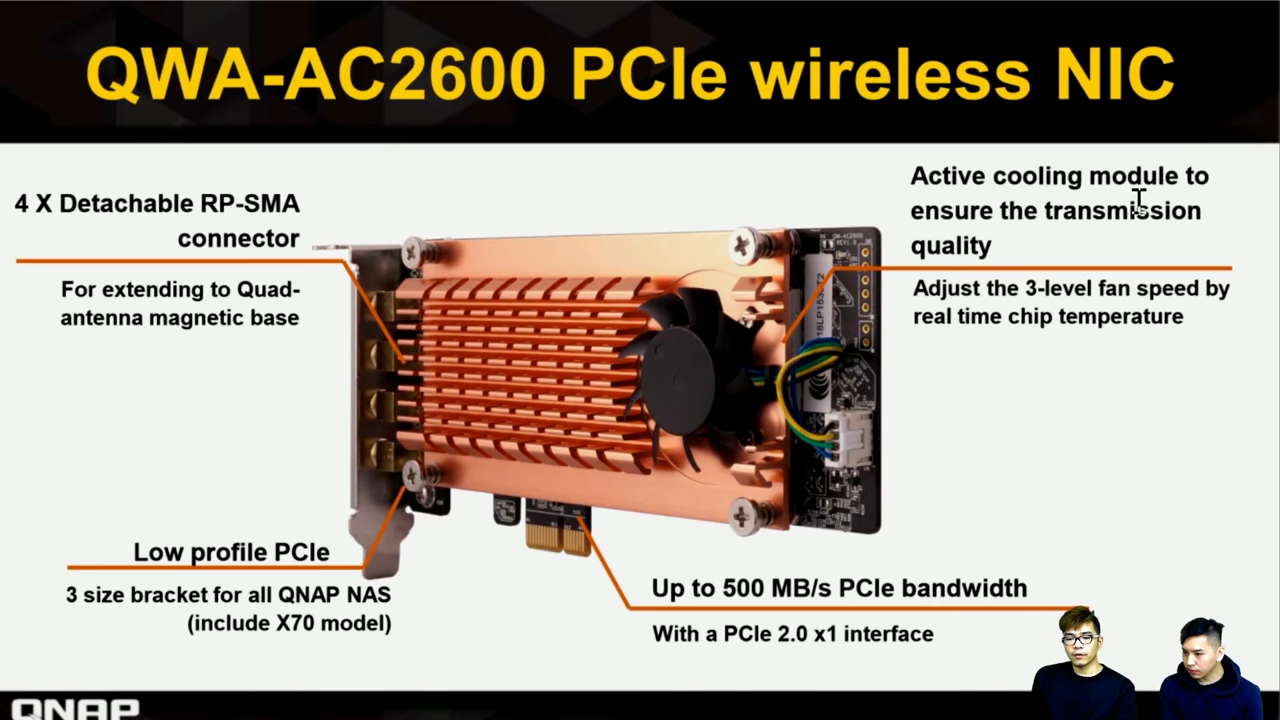 QWA-AC2600 PCIe wireless NIC
4 X Detachable RP-SMA
connector
For extending to Quad-
antenna magnetic base
Active cooling module to
ensure the transmission
quality
Adjust the 3-level fan speed by
real time chip temperature
Low profile PCIe
3 size bracket for all QNAP NAS
(include X70 model)
Up to 500 MB/s PCIe bandwidth
With a PCIe 2.0 x1 interface
QNAP